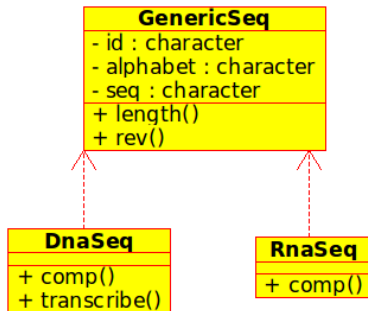 GenericSeq
- id : character
- alphabet : character
- seq : character
+ length()
+ rev()
DnaSeq
+ comp()
+ transcribe()
RnaSeq
+ comp()